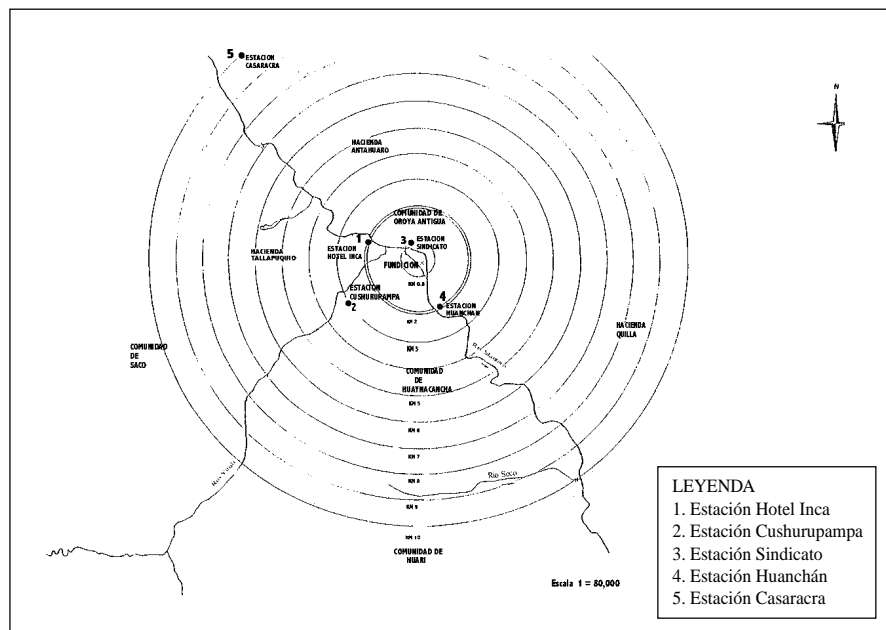 5
ESTACION
CASARACRA
N
HACIENDA
ANTAHUARO
COMUNIDAD DE
OROYA ANTIGUA
1
ESTACION
HOTEL INCA
3
ESTACION
SINDICATO
HACIENDA
TALLAPUQUIO
FUNDICION
KM 0.5
ESTACION
CUSHURUPAMPA
2
4
ESTACION
HUANCHAN
KM 2
HACIENDA
QUILLA
COMUNIDAD
DE
SACO
KM 3
COMUNIDAD
DE
HUAYNACANCHA
KM 5
KM 6
KM 7
KM 8
Río Seco
KM 9
KM 10
COMUNIDAD DE
HUARI
Escala 1 = 80,000
LEYENDA
1. Estación Hotel Inca
2. Estación Cushurupampa
3. Estación Sindicato
4. Estación Huanchán
5. Estación Casaracra